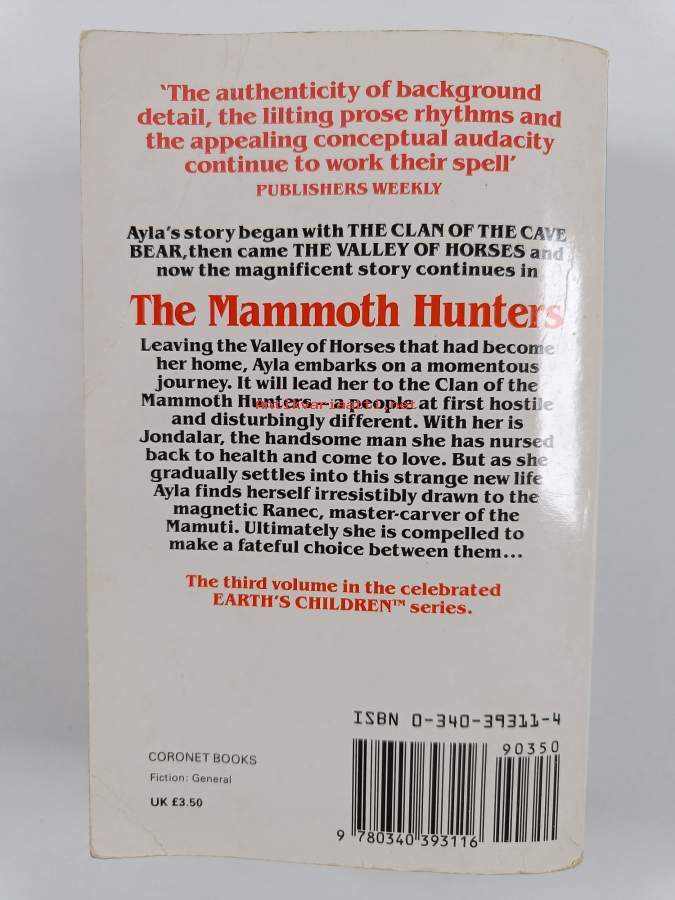 ‘The authenticity of background
detail, the lilting prose rhythms and
the appealing conceptual audacity
continue to work their spell’
PUBLISHERS WEEKLY
Ayla's story began with THE CLAN OF THE CAVE
BEAR, then came THE VALLEY OF HORSES and
now the magnificent story continues in
The Mammoth Hunters
Leaving the Valley of Horses that had become
her home, Ayla embarks on a momentous
journey. It will lead her to the Clan of the
Mammoth Hunters – a people at first hostile
Antikvariaatti.net
and disturbingly different. With her is
Jondalar, the handsome man she has nursed
back to health and come to love. But as she
gradually settles into this strange new life
Ayla finds herself irresistibly drawn to the
magnetic Ranec, master-carver of the
Mamuti. Ultimately she is compelled to
make a fateful choice between them...
The third volume in the celebrated
EARTH'S CHILDREN™ series.
ISBN 0-340-39311-4
90350
CORONET BOOKS
Fiction: General
UK £3.50
9 780340 393116